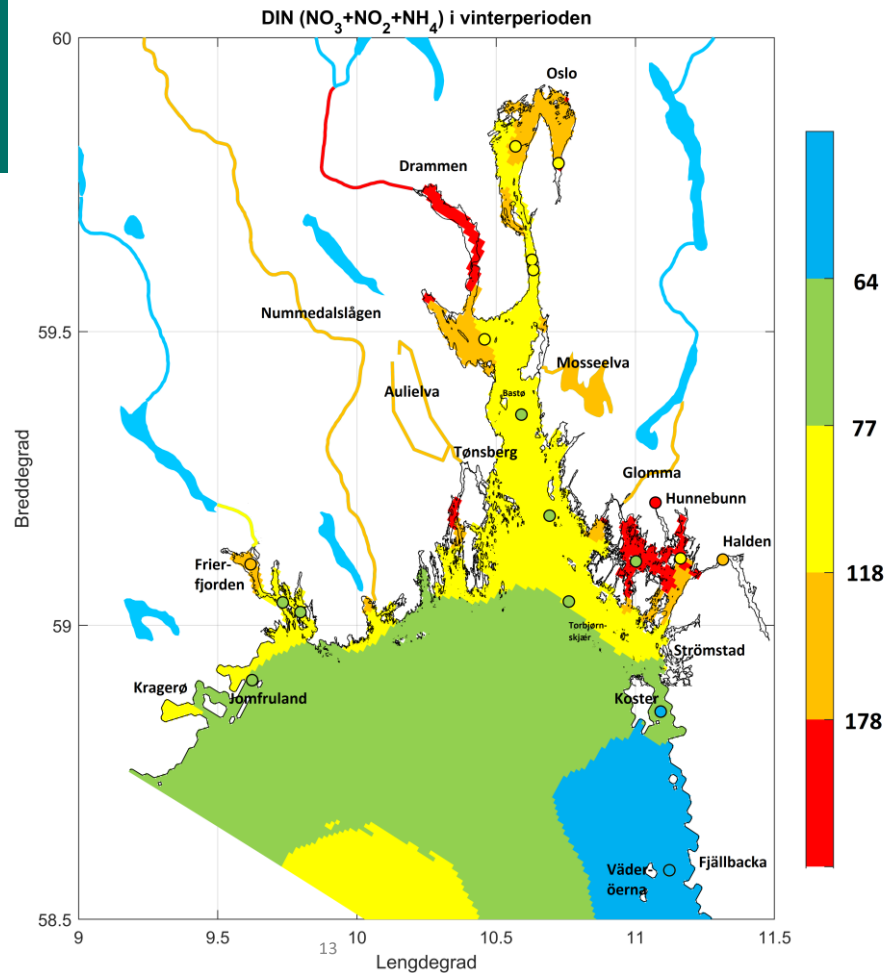 DIN (NO3+NO2+NH4) i vinterperioden
60
Oslo
Drammen
64
59.5
Nummedalslågen
Mosseelva
Aulielva
Bastø
77
Tønsberg
Glomma
Hunnebunn
Breddegrad
Halden
Frier-
fjorden
118
59
Torbjørn-
skjær
Strömstad
Kragerø
Jomfruland
Koster
178
Väder-
öerna
Fjällbacka
58.5
9
9.5
10
10.5
11
11.5
13
Lengdegrad